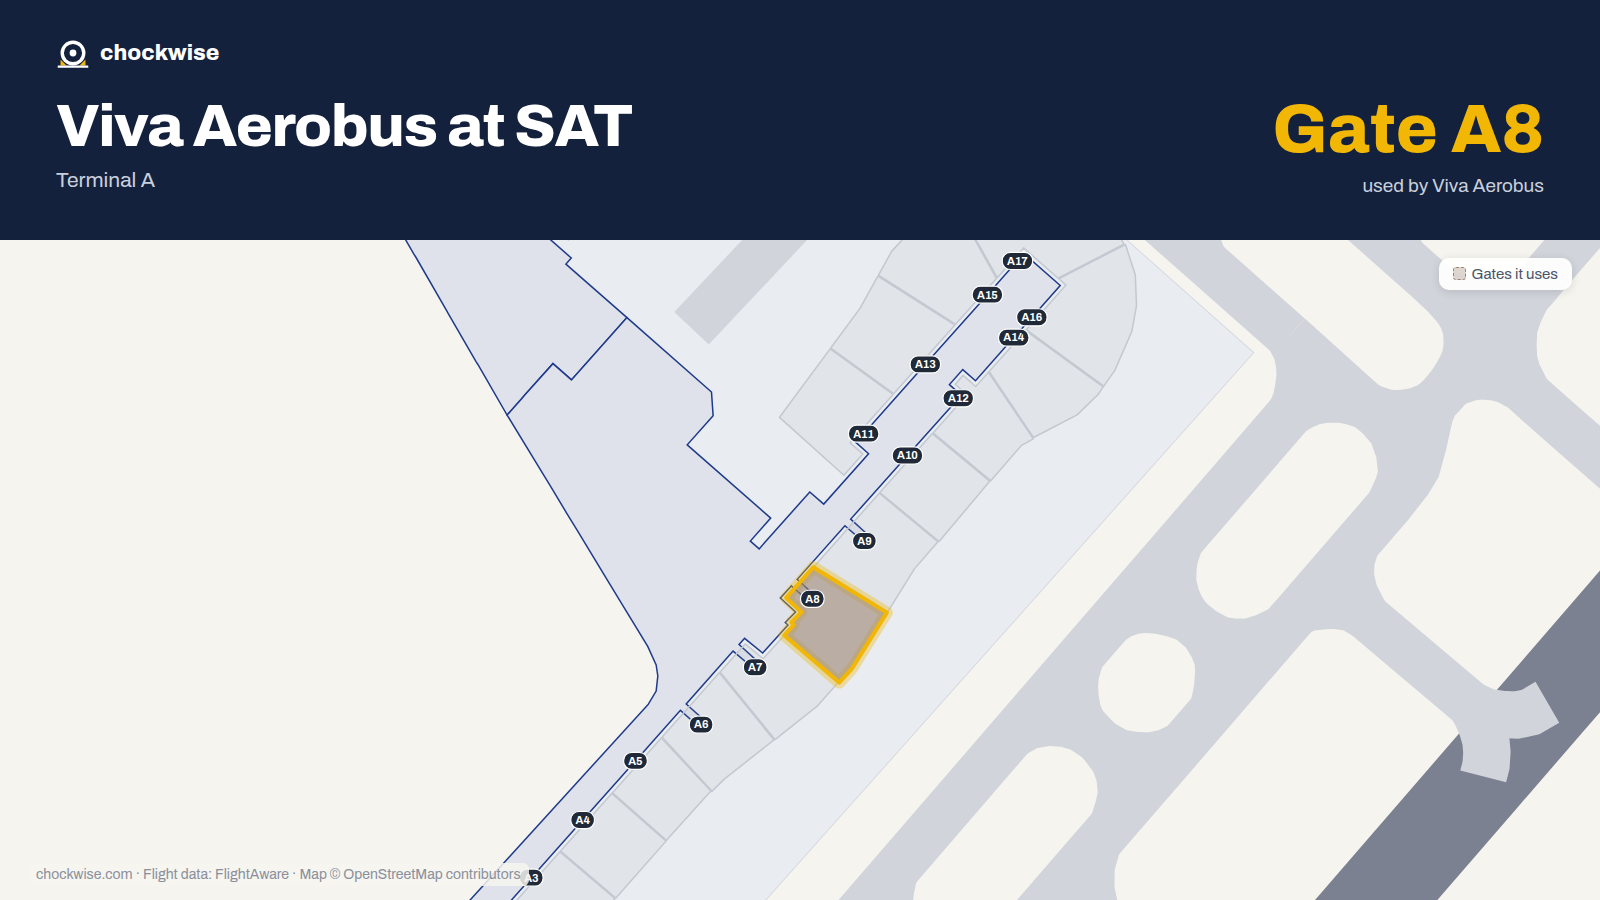 chockwise
Viva Aerobus at SAT
Terminal A
Gate A8
used by Viva Aerobus
Gates it uses
A17
A15
A16
A14
A13
A12
A11
A10
A9
A8
A7
A6
A5
A4
A3
chockwise.com · Flight data: FlightAware · Map © OpenStreetMap contributors